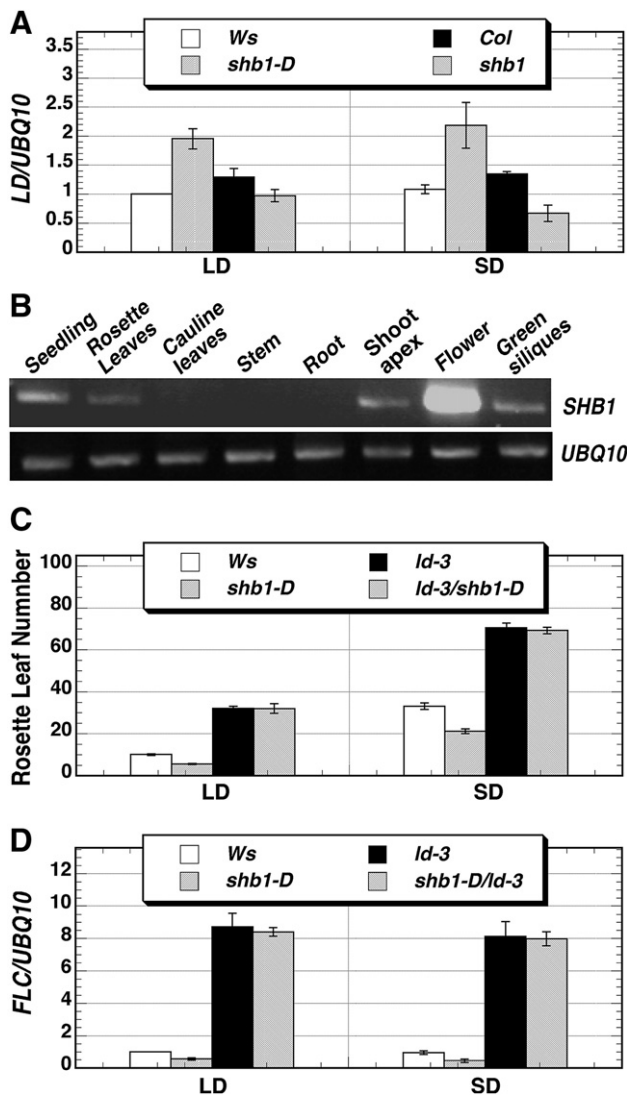 A
Ws
Col
shb1-D
shb1
3.5
3
2.5
2
1.5
1
0.5
0
LD/UBQ10
LD
SD
B
Seedling
Rosette
Leaves
Cauline
leaves
Stem
Root
Shoot
apex
Flower
Green
siliques
SHB1
UBQ10
C
Ws
ld-3
shb1-D
ld-3/shb1-D
100
80
60
40
20
0
Rosette Leaf Numnber
LD
SD
D
Ws
ld-3
shb1-D
shb1-D/ld-3
12
10
8
6
4
2
0
FLC/UBQ10
LD
SD